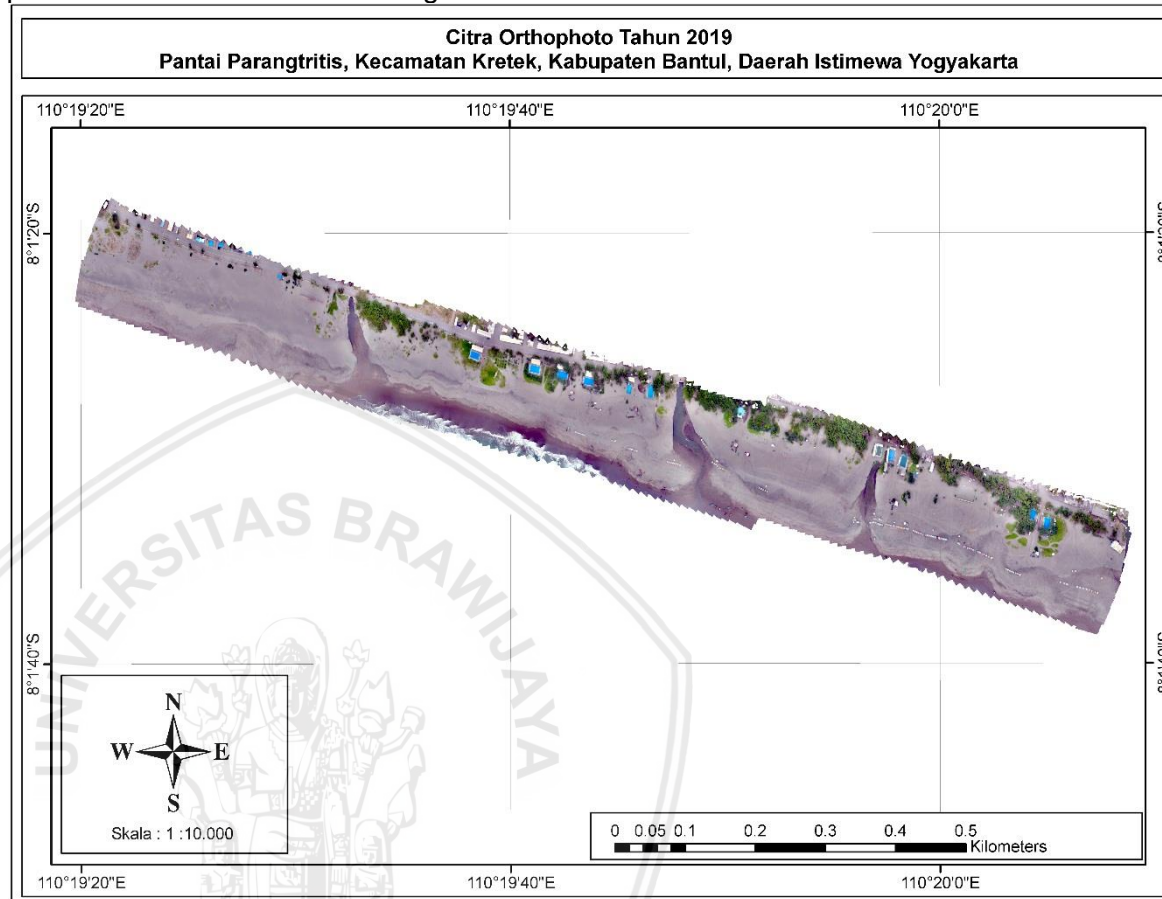 Citra Orthophoto Tahun 2019
Pantai Parangtritis, Kecamatan Kretek, Kabupaten Bantul, Daerah Istimewa Yogyakarta
110°19'20"E 110°19'40"E 110°20'0"E
8°1'20"S
8°1'40"S
UNIVERSITAS BRAWIJAYA
N
W E
S
Skala : 1 :10.000
0 0.05 0.1 0.2 0.3 0.4 0.5
Kilometers
110°19'20"E 110°19'40"E 110°20'0"E